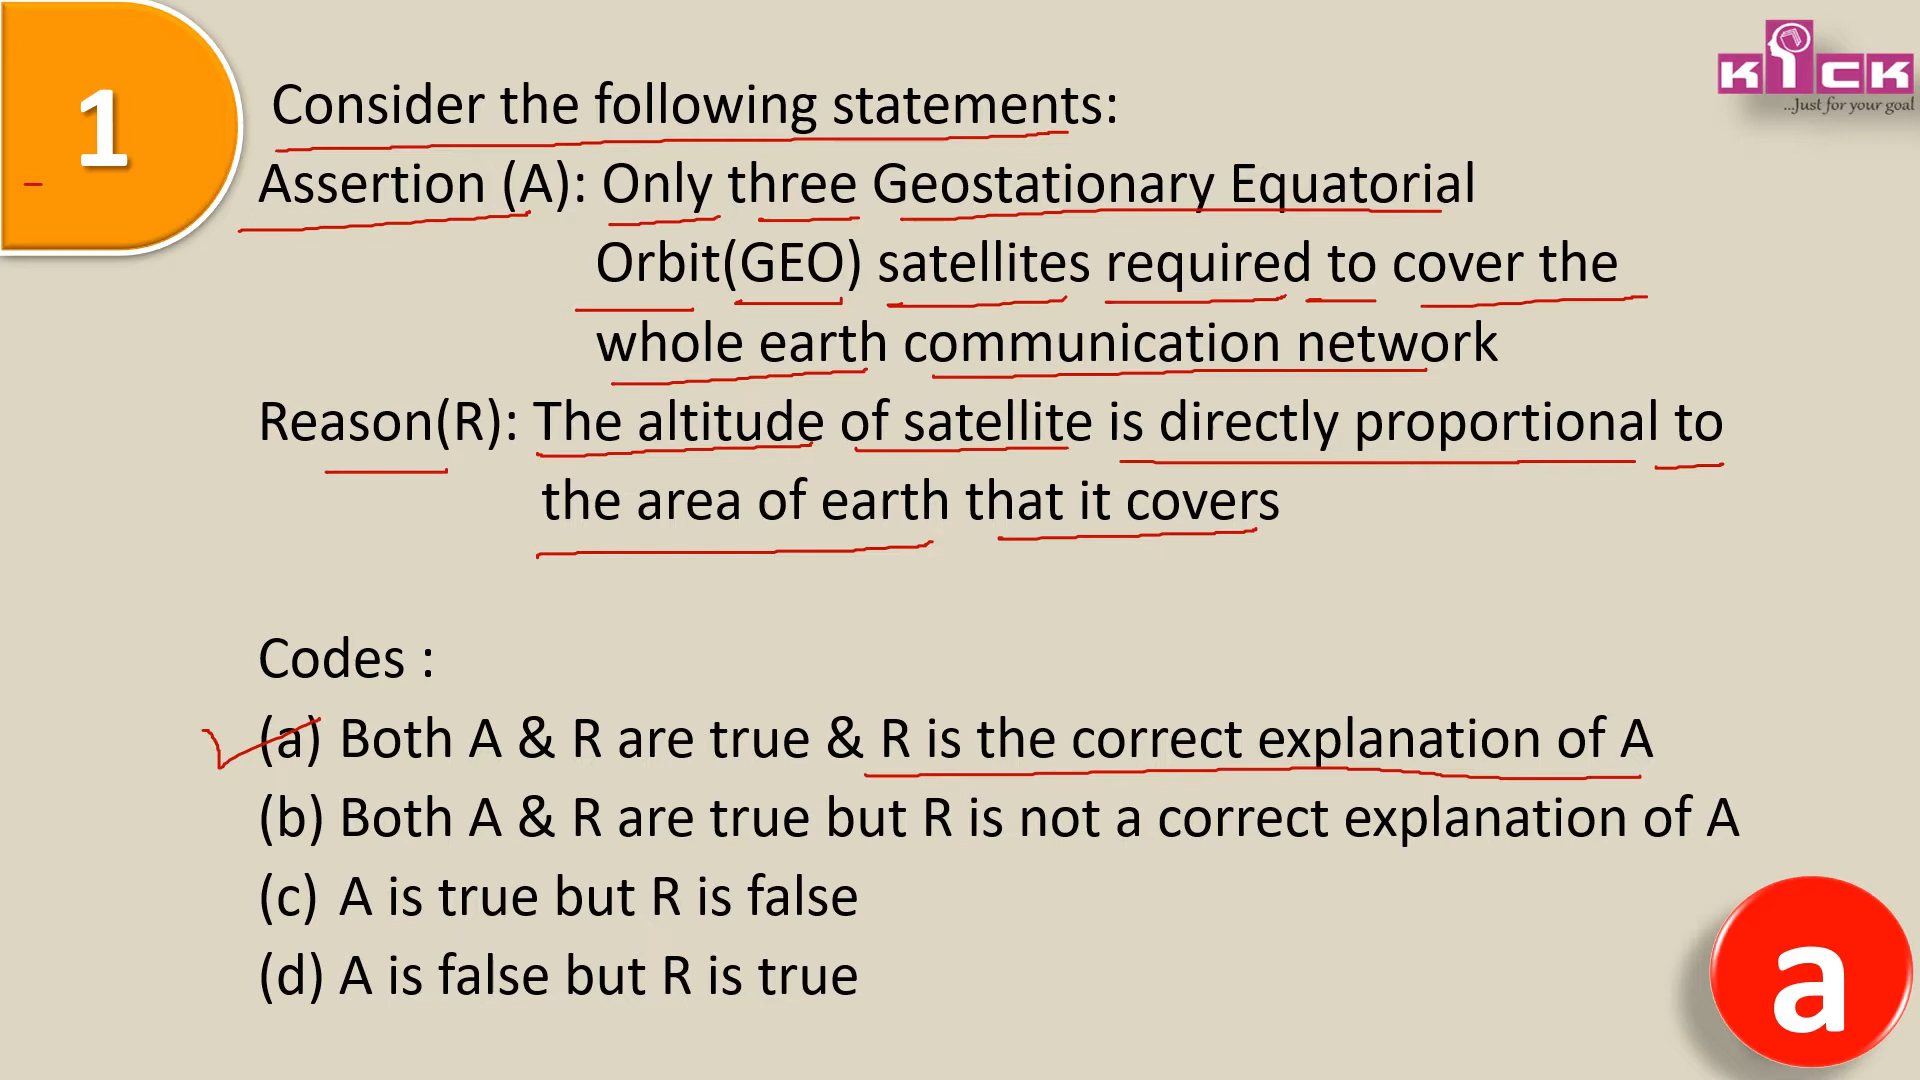 1
KICK
...Just for your goal
Consider the following statements:
Assertion (A): Only three Geostationary Equatorial
Orbit(GEO) satellites required to cover the
whole earth communication network
Reason(R): The altitude of satellite is directly proportional to
the area of earth that it covers
Codes :
(a) Both A & R are true & R is the correct explanation of A
(b) Both A & R are true but R is not a correct explanation of A
(c) A is true but R is false
(d) A is false but R is true
a